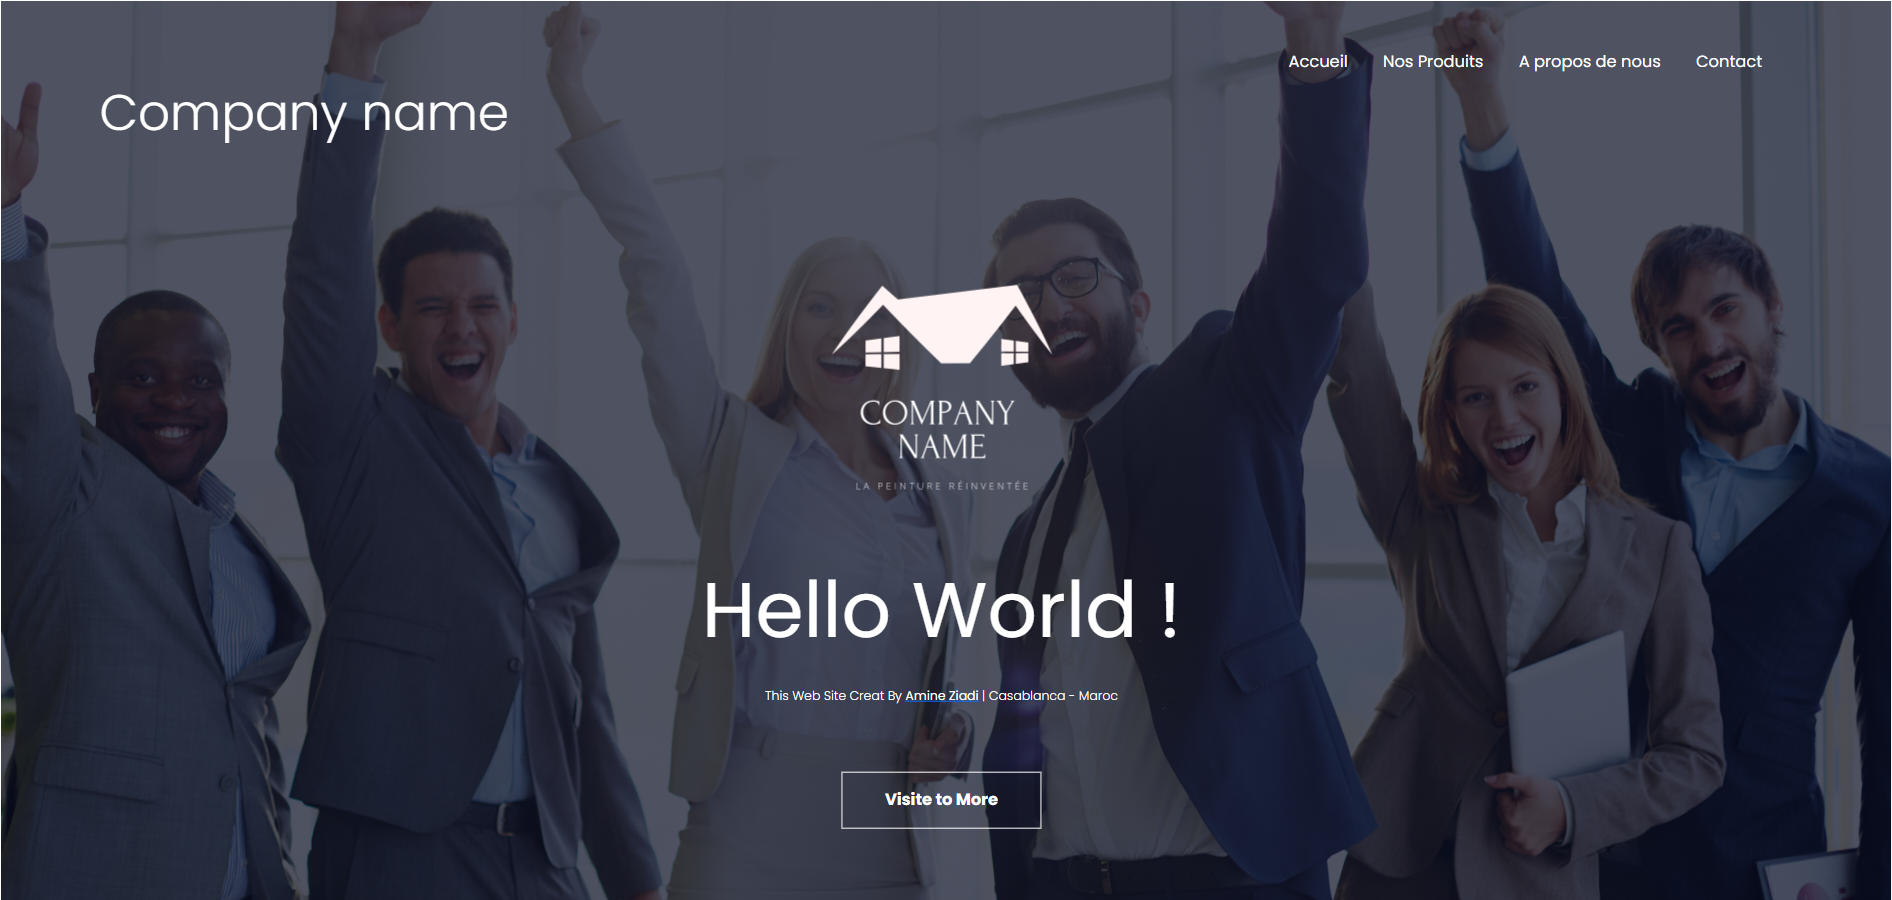 Accueil Nos Produits A propos de nous Contact
Company name
COMPANY
NAME
LA PEINTURE RÉINVENTÉE
Hello World !
This Web Site Creat By Amine Ziadi | Casablanca - Maroc
Visite to More